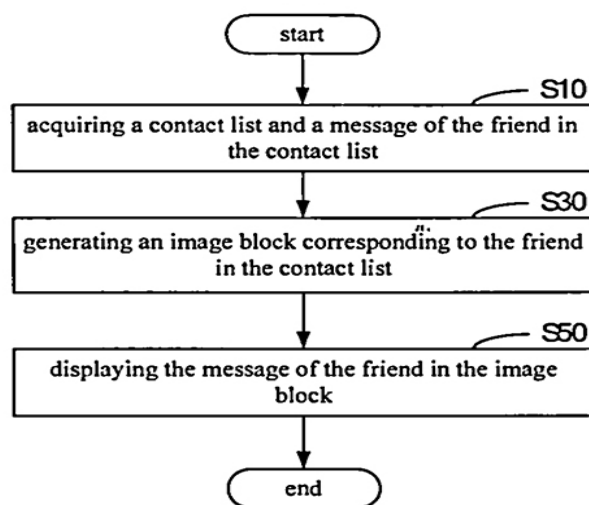 start
S10
acquiring a contact list and a message of the friend in
the contact list
S30
generating an image block corresponding to the friend
in the contact list
S50
displaying the message of the friend in the image
block
end